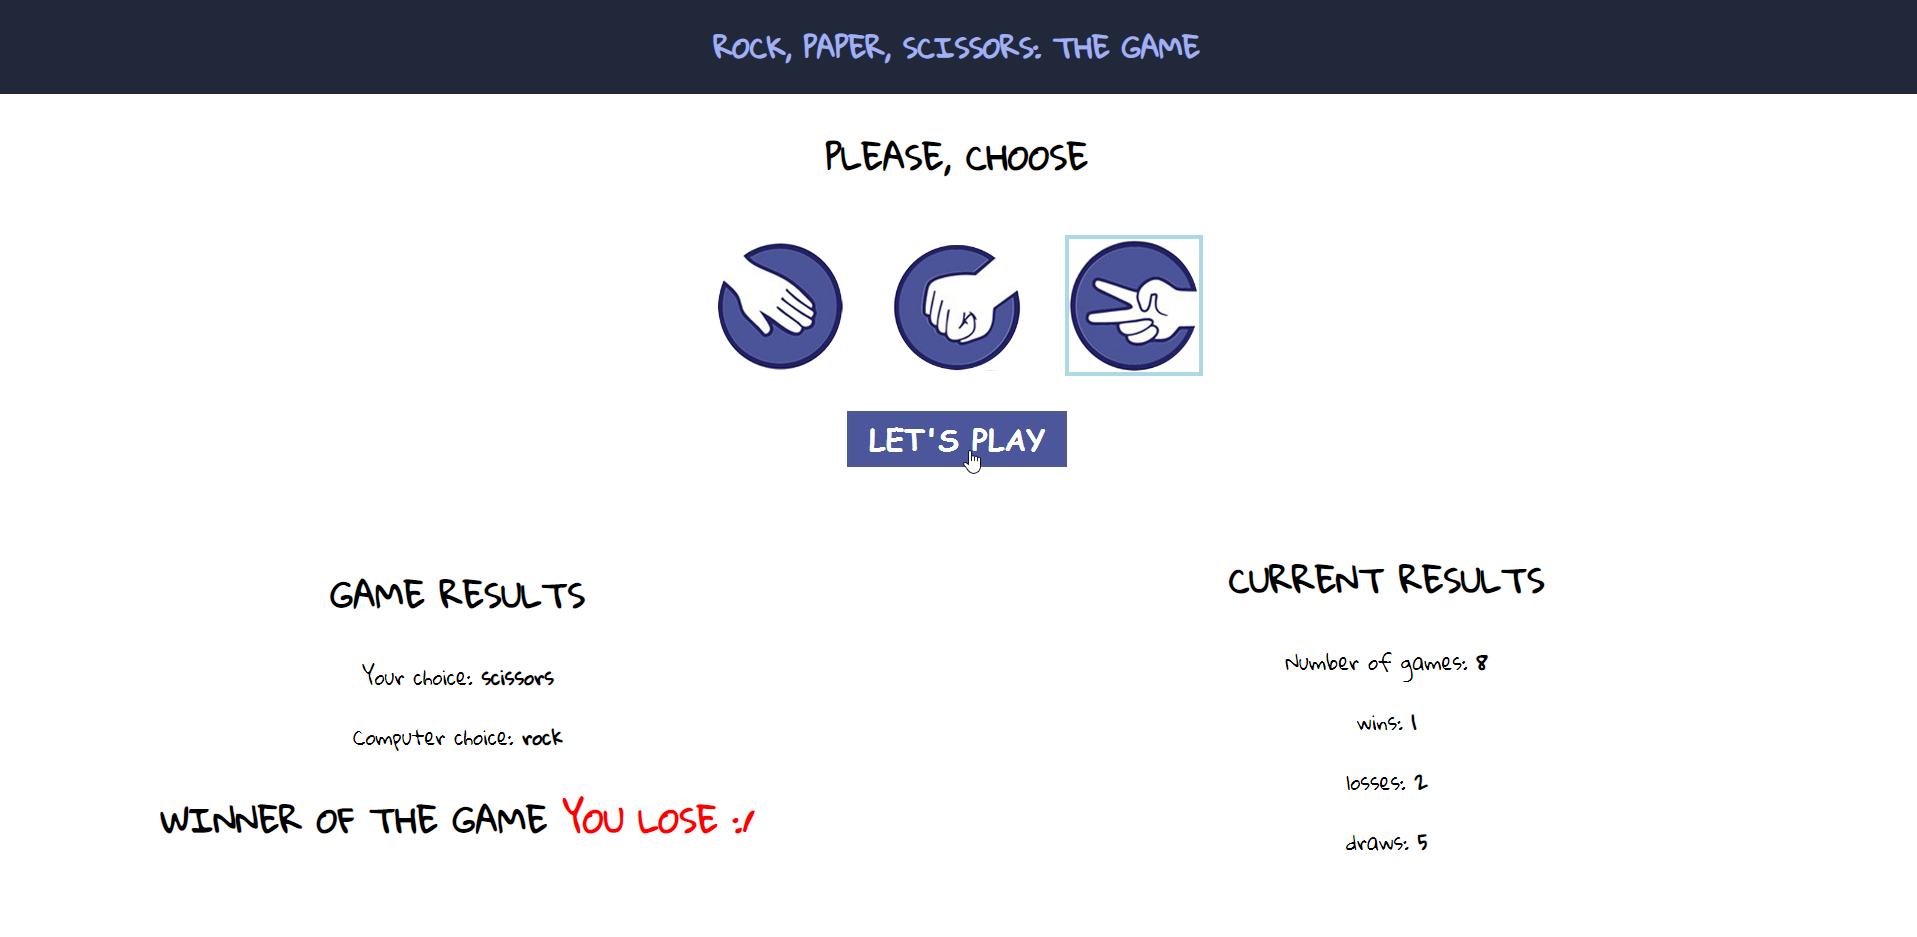 ROCK, PAPER, SCISSORS: THE GAME
PLEASE, CHOOSE
LET'S PLAY
GAME RESULTS
Your choice: scissors
Computer choice: rock
WINNER OF THE GAME YOU LOSE :/
CURRENT RESULTS
Number of games: 8
wins: 1
losses: 2
draws: 5